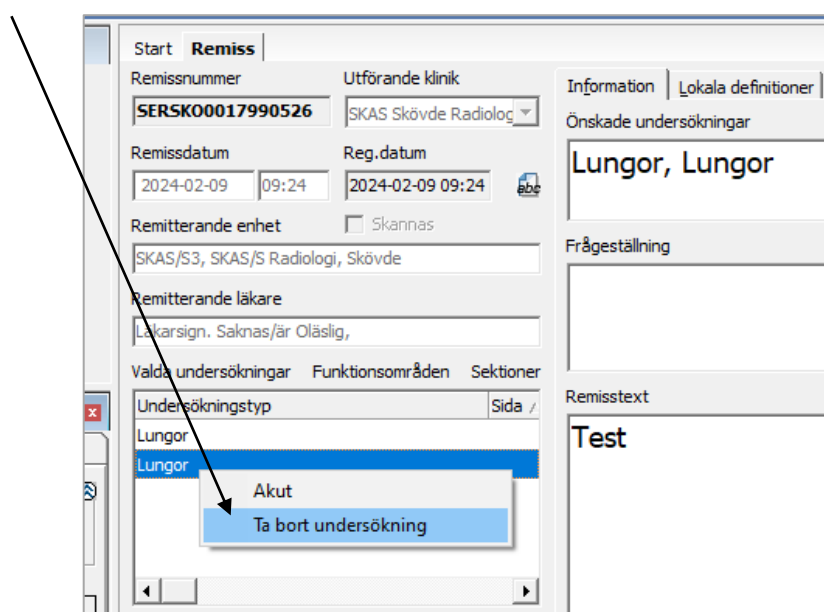 Start Remiss
Remissnummer Utförande klinik
SERSKO0017990526 SKAS Skövde Radiolog
Remissdatum Reg.datum
2024-02-09 09:24 2024-02-09 09:24 abc
Remitterande enhet Skannas
SKAS/S3, SKAS/S Radiologi, Skövde
Remitterande läkare
Läkarsign. Saknas/är Oläslig,
Valda undersökningar Funktionsområden Sektioner
Undersökningstyp Sida
Lungor
Lungor
Akut
Ta bort undersökning
Information Lokala definitioner
Önskade undersökningar
Lungor, Lungor
Frågeställning
Remisstext
Test